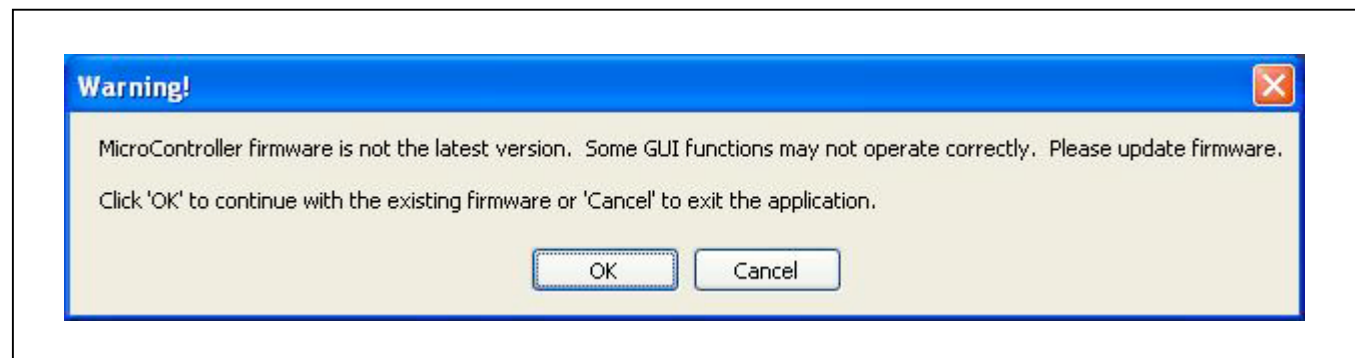 Warning!
MicroController firmware is not the latest version.  Some GUI functions may not operate correctly.  Please update firmware.
Click 'OK' to continue with the existing firmware or 'Cancel' to exit the application.
OK
Cancel